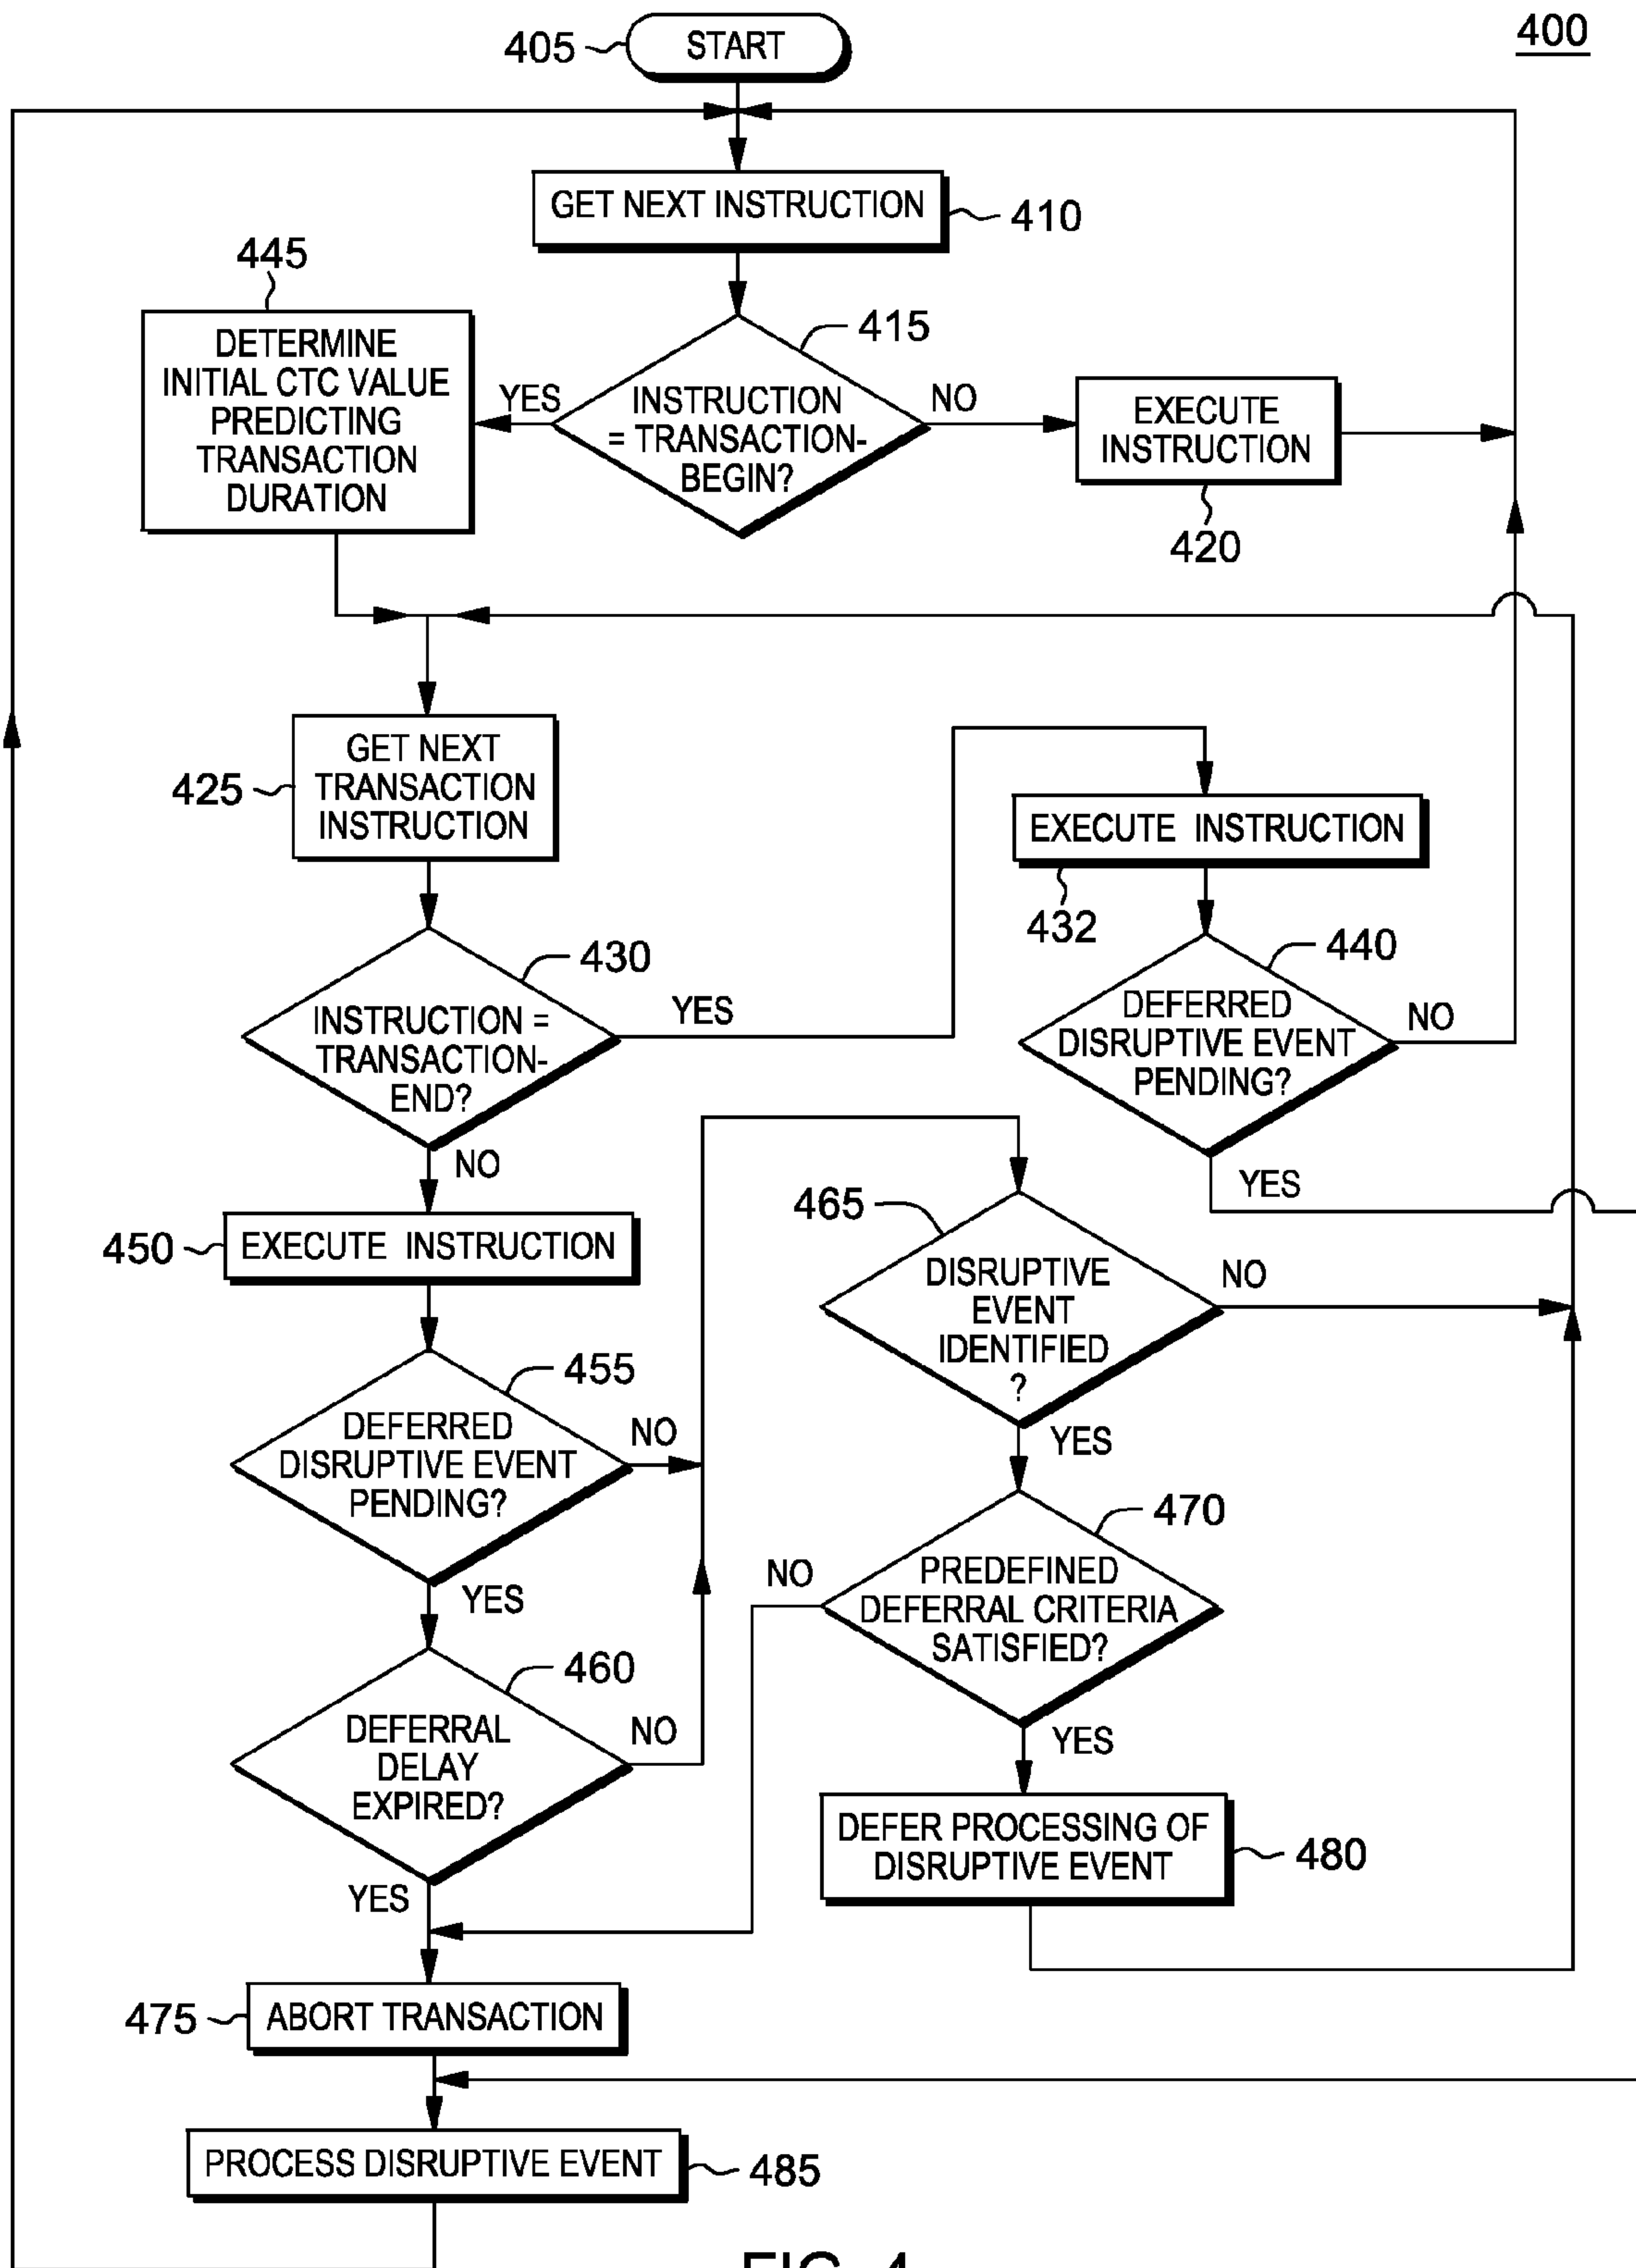 400
405
START
GET NEXT INSTRUCTION
410
445
DETERMINE
INITIAL CTC VALUE
PREDICTING
TRANSACTION
DURATION
415
YES
INSTRUCTION
= TRANSACTION-
BEGIN?
NO
EXECUTE
INSTRUCTION
420
GET NEXT
TRANSACTION
INSTRUCTION
425
EXECUTE INSTRUCTION
432
430
INSTRUCTION =
TRANSACTION-
END?
YES
NO
440
DEFERRED
DISRUPTIVE EVENT
PENDING?
NO
YES
450
EXECUTE INSTRUCTION
465
DISRUPTIVE
EVENT
IDENTIFIED
?
NO
YES
455
DEFERRED
DISRUPTIVE EVENT
PENDING?
NO
YES
470
PREDEFINED
DEFERRAL CRITERIA
SATISFIED?
NO
YES
460
DEFERRAL
DELAY
EXPIRED?
NO
YES
DEFER PROCESSING OF
DISRUPTIVE EVENT
480
475
ABORT TRANSACTION
PROCESS DISRUPTIVE EVENT
485
FIG. 4